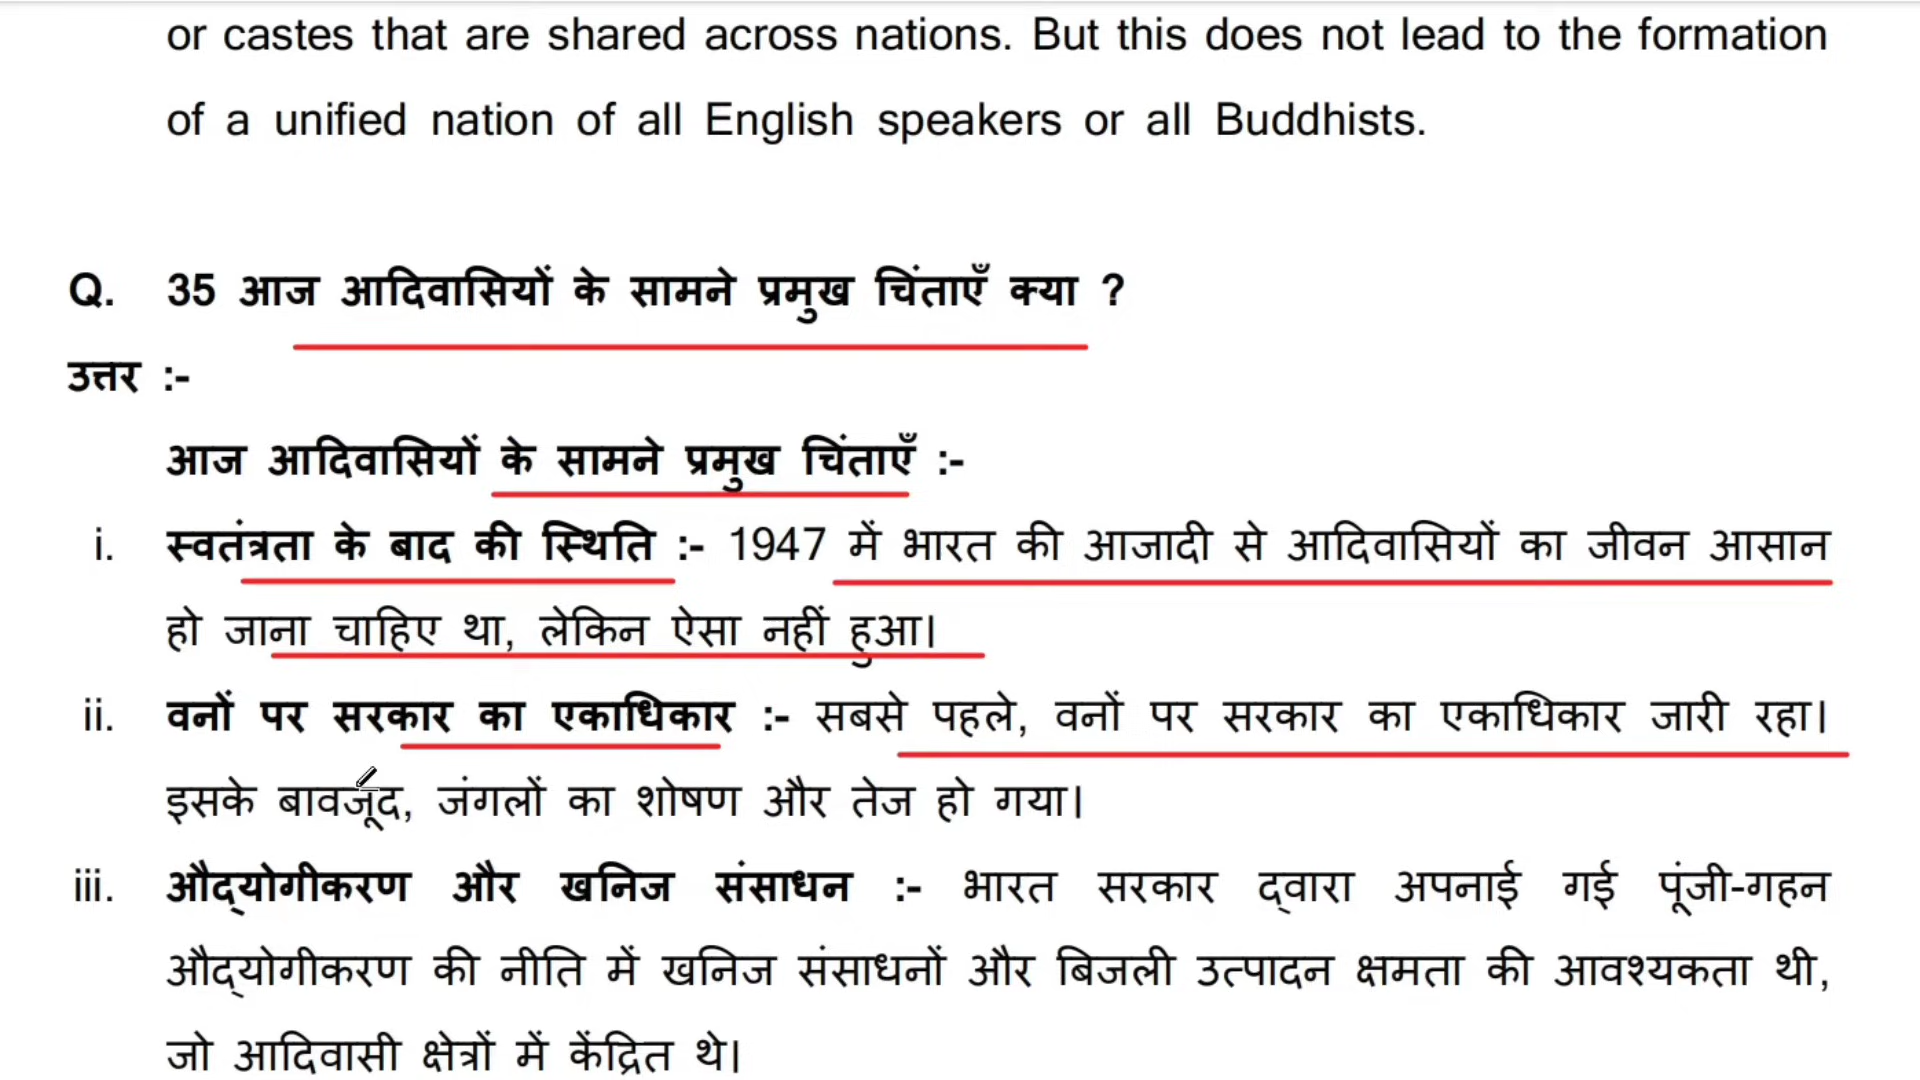 or castes that are shared across nations. But this does not lead to the formation
of a unified nation of all English speakers or all Buddhists.
Q. 35 आज आदिवासियों के सामने प्रमुख चिंताएँ क्या ?
उत्तर :-
आज आदिवासियों के सामने प्रमुख चिंताएँ :-
i. स्वतंत्रता के बाद की स्थिति :- 1947 में भारत की आजादी से आदिवासियों का जीवन आसान
हो जाना चाहिए था, लेकिन ऐसा नहीं हुआ।
ii. वनों पर सरकार का एकाधिकार :- सबसे पहले, वनों पर सरकार का एकाधिकार जारी रहा।
इसके बावजूद, जंगलों का शोषण और तेज हो गया।
iii. औद्योगीकरण और खनिज संसाधन :- भारत सरकार द्वारा अपनाई गई पूंजी-गहन
औद्योगीकरण की नीति में खनिज संसाधनों और बिजली उत्पादन क्षमता की आवश्यकता थी,
जो आदिवासी क्षेत्रों में केंद्रित थे।